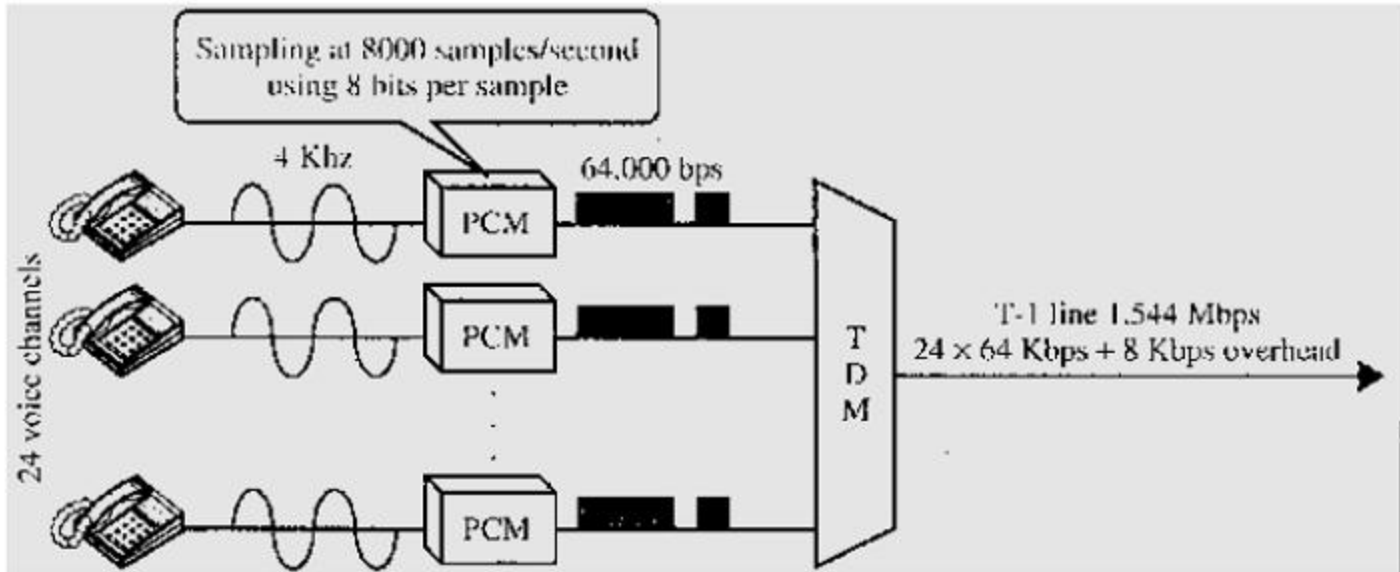 Sampling at 8000 samples/second
using 8 bits per sample
4 Khz
64,000 bps
PCM
PCM
PCM
24 voice channels
T
D
M
T-1 line 1.544 Mbps
24 × 64 Kbps + 8 Kbps overhead